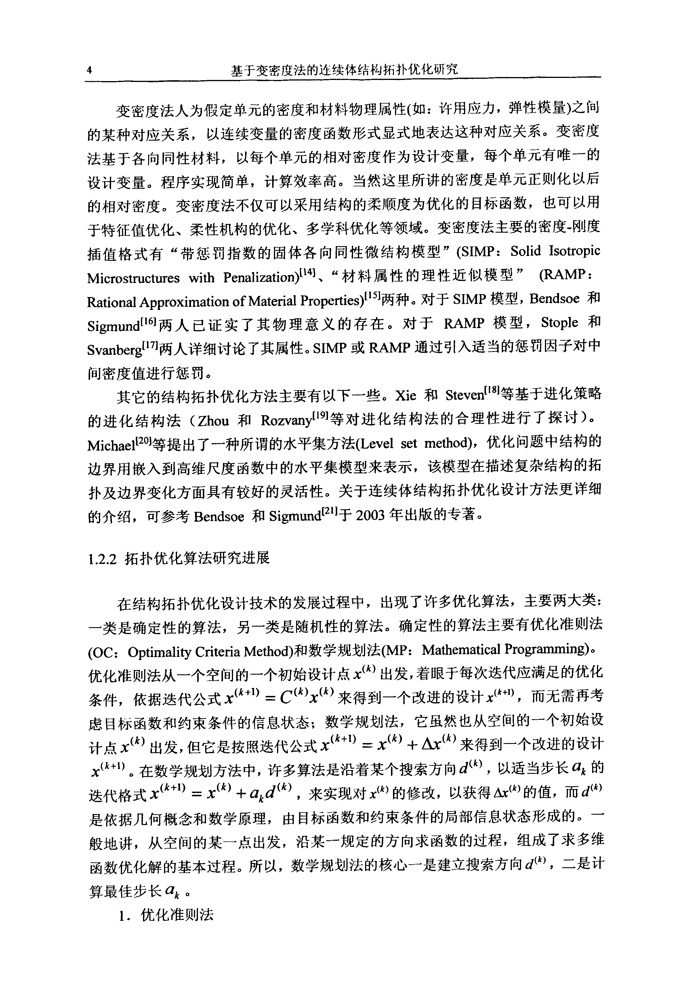 4 基于变密度法的连续体结构拓扑优化研究
变密度法人为假定单元的密度和材料物理属性(如：许用应力，弹性模量)之间
的某种对应关系，以连续变量的密度函数形式显式地表达这种对应关系。变密度
法基于各向同性材料，以每个单元的相对密度作为设计变量，每个单元有唯一的
设计变量。程序实现简单，计算效率高。当然这里所讲的密度是单元正则化以后
的相对密度。变密度法不仅可以采用结构的柔顺度为优化的目标函数，也可以用
于特征值优化、柔性机构的优化、多学科优化等领域。变密度法主要的密度-刚度
插值格式有“带惩罚指数的固体各向同性微结构模型”(SIMP：Solid Isotropic
Microstructures with Penalization)[14]、“材料属性的理性近似模型” (RAMP：
Rational Approximation of Material Properties)[15]两种。对于 SIMP 模型，Bendsoe 和
Sigmund[16]两人已证实了其物理意义的存在。对于 RAMP 模型，Stople 和
Svanberg[17]两人详细讨论了其属性。SIMP 或 RAMP 通过引入适当的惩罚因子对中
间密度值进行惩罚。
其它的结构拓扑优化方法主要有以下一些。Xie 和 Steven[18]等基于进化策略
的进化结构法（Zhou 和 Rozvany[19]等对进化结构法的合理性进行了探讨）。
Michael[20]等提出了一种所谓的水平集方法(Level set method)，优化问题中结构的
边界用嵌入到高维尺度函数中的水平集模型来表示，该模型在描述复杂结构的拓
扑及边界变化方面具有较好的灵活性。关于连续体结构拓扑优化设计方法更详细
的介绍，可参考 Bendsoe 和 Sigmund[21]于 2003 年出版的专著。
1.2.2 拓扑优化算法研究进展
在结构拓扑优化设计技术的发展过程中，出现了许多优化算法，主要两大类：
一类是确定性的算法，另一类是随机性的算法。确定性的算法主要有优化准则法
(OC：Optimality Criteria Method)和数学规划法(MP：Mathematical Programming)。
优化准则法从一个空间的一个初始设计点 x^(k) 出发，着眼于每次迭代应满足的优化
条件，依据迭代公式 x^(k+1) = C^(k)x^(k) 来得到一个改进的设计 x^(k+1)，而无需再考
虑目标函数和约束条件的信息状态；数学规划法，它虽然也从空间的一个初始设
计点 x^(k) 出发，但它是按照迭代公式 x^(k+1) = x^(k) + Δx^(k) 来得到一个改进的设计
x^(k+1)。在数学规划方法中，许多算法是沿着某个搜索方向 d^(k)，以适当步长 a_k 的
迭代格式 x^(k+1) = x^(k) + a_k d^(k)，来实现对 x^(k) 的修改，以获得 Δx^(k) 的值，而 d^(k)
是依据几何概念和数学原理，由目标函数和约束条件的局部信息状态形成的。一
般地讲，从空间的某一点出发，沿某一规定的方向求函数的过程，组成了求多维
函数优化解的基本过程。所以，数学规划法的核心一是建立搜索方向 d^(k)，二是计
算最佳步长 a_k 。
1．优化准则法